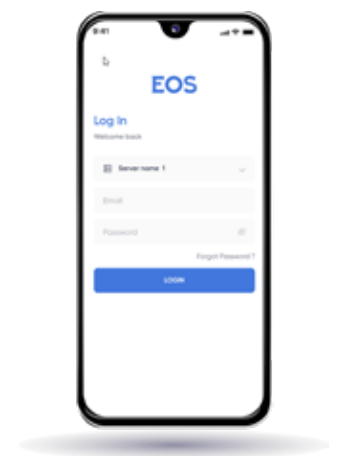 9:41
EOS
Log In
Welcome back
Server name 1
Email
Password
Forgot Password ?
LOGIN